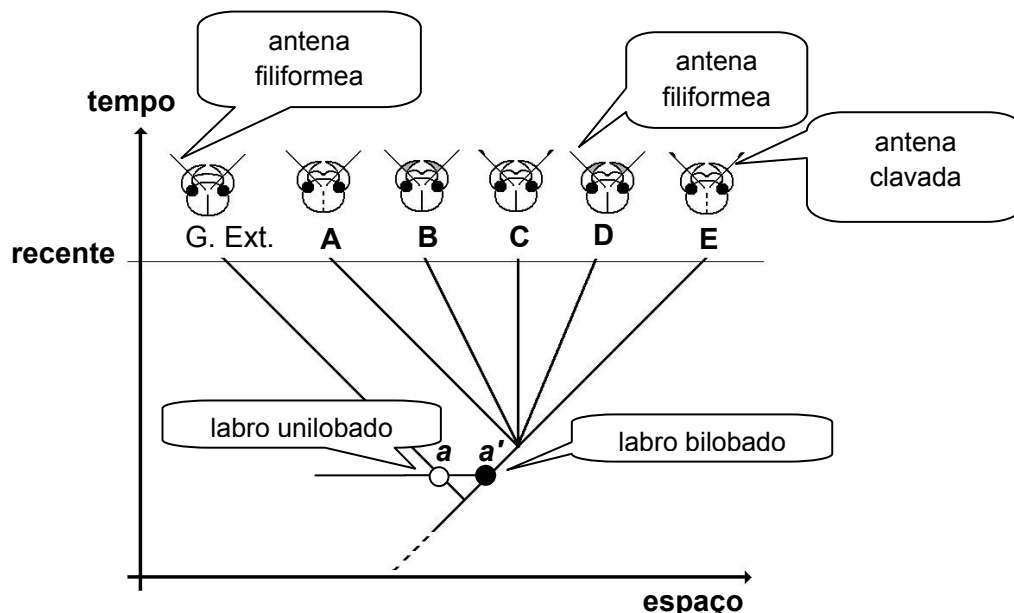 antena
filiformea
antena
filiformea
tempo
antena
clavada
G. Ext.
A
B
C
D
E
recente
labro unilobado
a
a'
labro bilobado
espaço